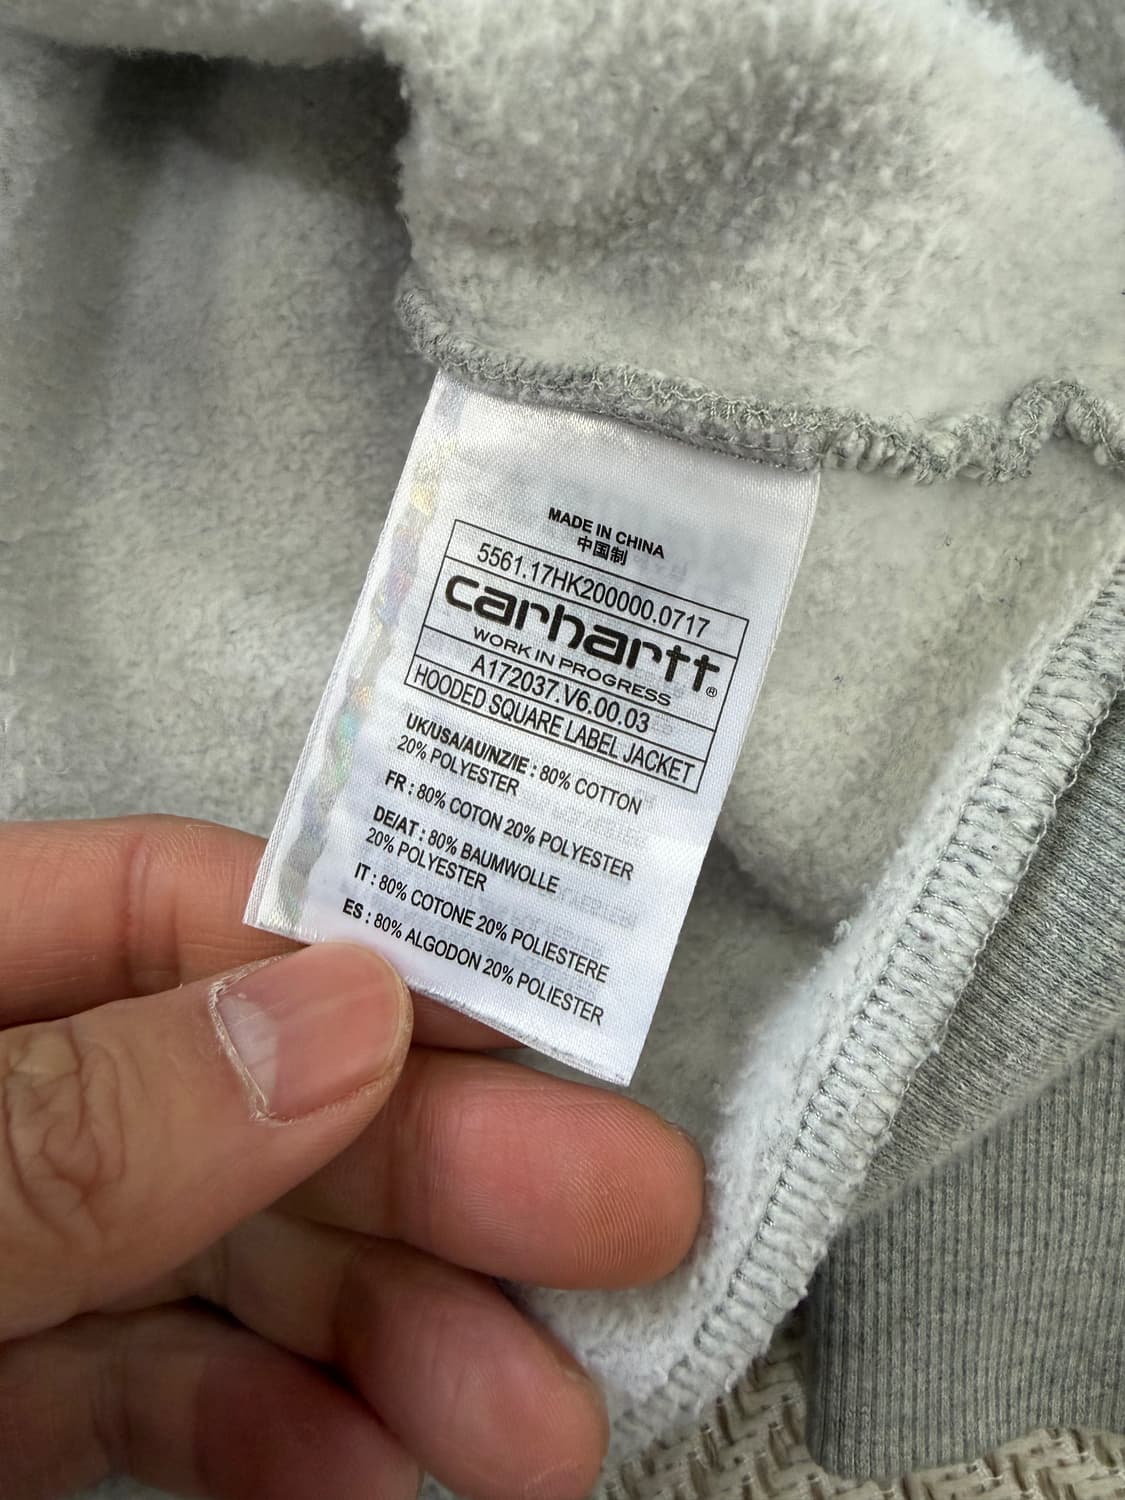 MADE IN CHINA
中国制
5561.17HK200000.0717
carhartt®
WORK IN PROGRESS
A172037.V6.00.03
HOODED SQUARE LABEL JACKET
UK/USA/AU/NZ/IE : 80% COTTON
20% POLYESTER
FR : 80% COTON 20% POLYESTER
DE/AT : 80% BAUMWOLLE
20% POLYESTER
IT : 80% COTONE 20% POLIESTERE
ES : 80% ALGODON 20% POLIESTER